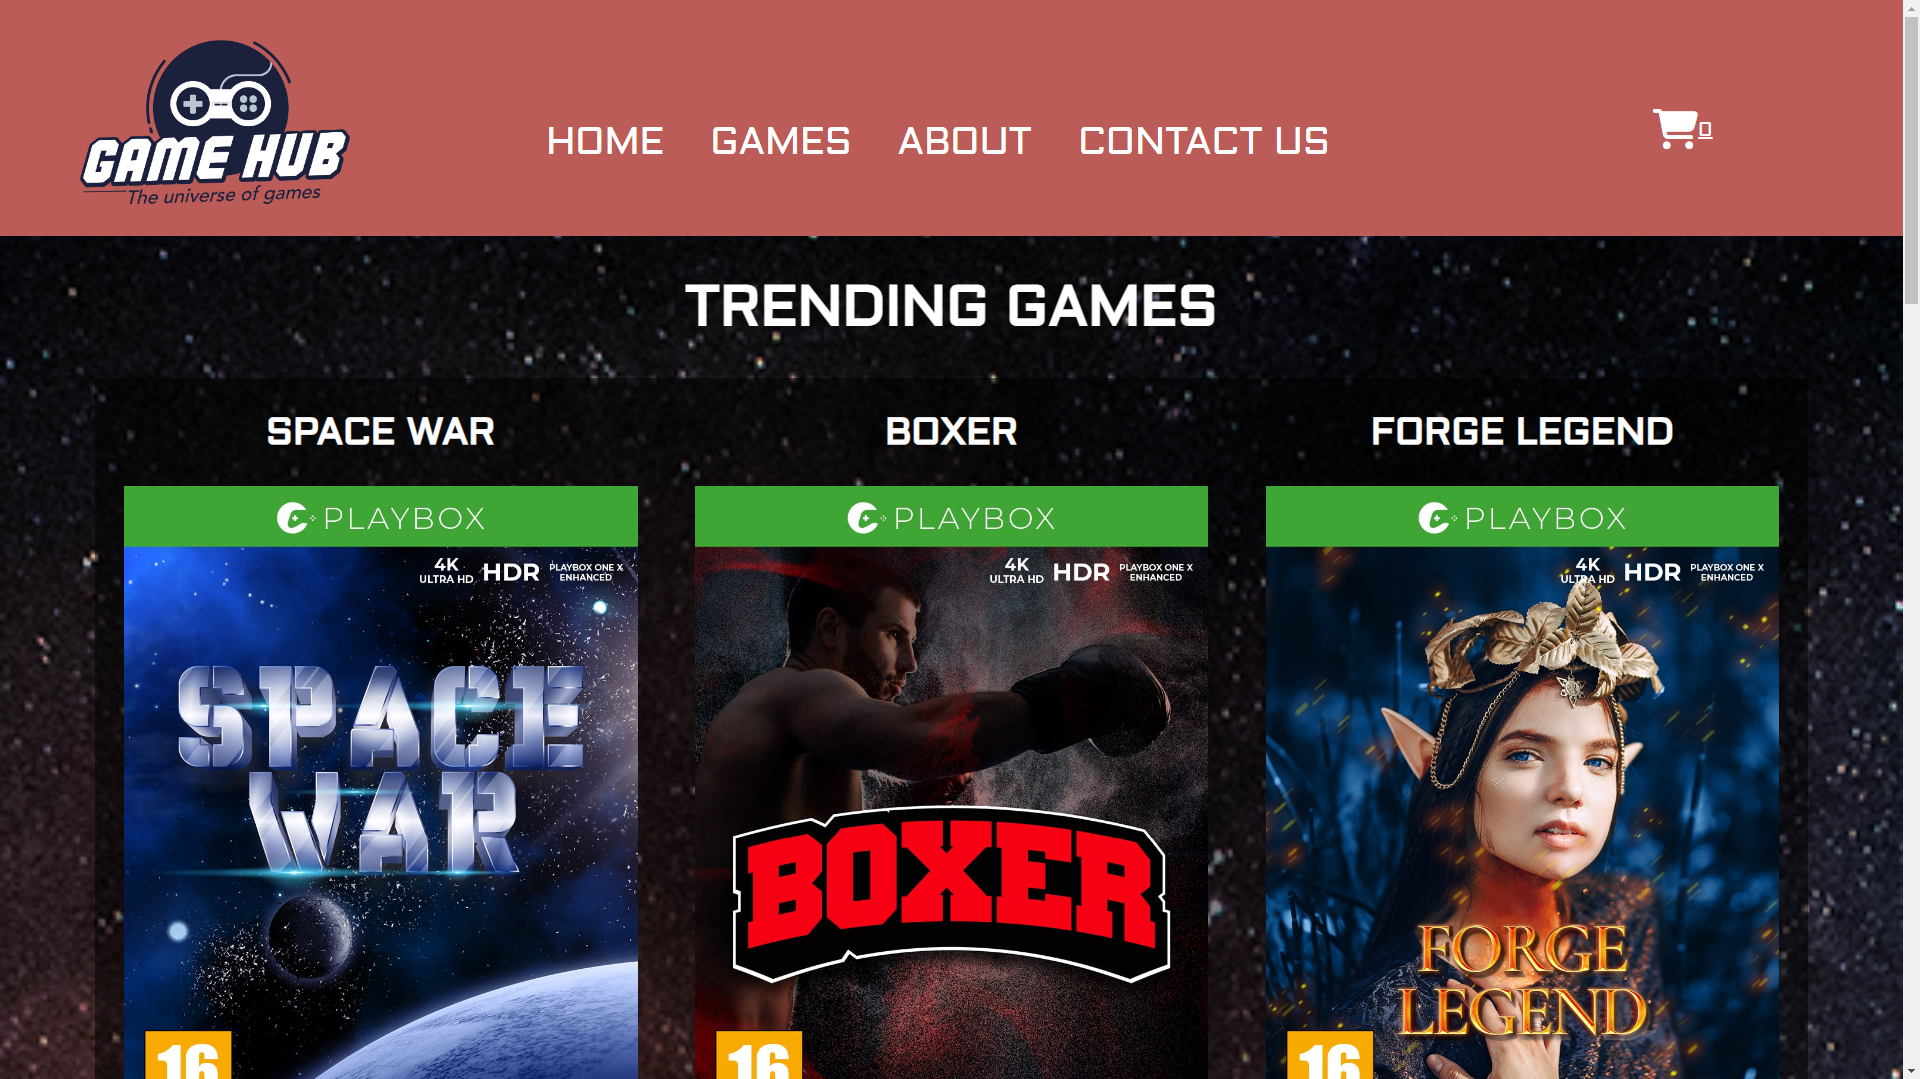 GAME HUB
The universe of games
HOME GAMES ABOUT CONTACT US
0
TRENDING GAMES
SPACE WAR
BOXER
FORGE LEGEND
PLAYBOX
4K
ULTRA HD
HDR
PLAYBOX ONE X
ENHANCED
SPACE
WAR
16
PLAYBOX
4K
ULTRA HD
HDR
PLAYBOX ONE X
ENHANCED
BOXER
16
PLAYBOX
4K
ULTRA HD
HDR
PLAYBOX ONE X
ENHANCED
FORGE
LEGEND
16